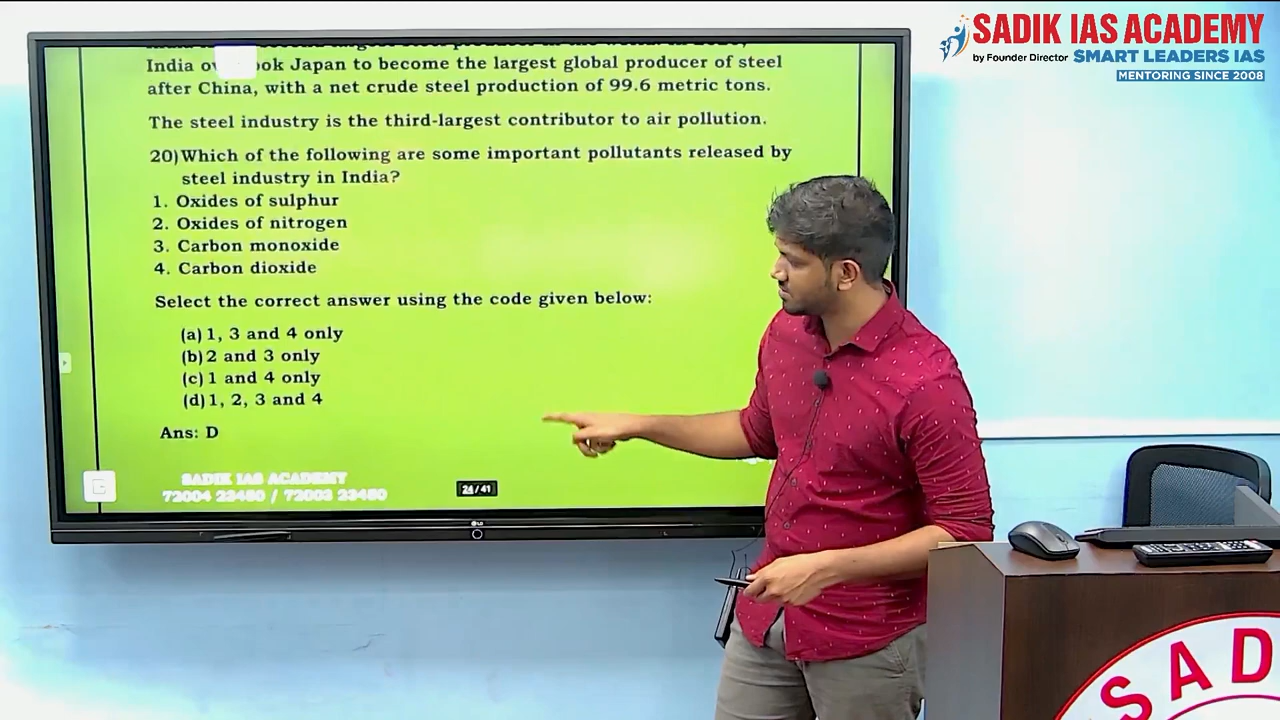 SADIK IAS ACADEMY
by Founder Director SMART LEADERS IAS
MENTORING SINCE 2008
India ov ok Japan to become the largest global producer of steel
after China, with a net crude steel production of 99.6 metric tons.
The steel industry is the third-largest contributor to air pollution.
20) Which of the following are some important pollutants released by
steel industry in India?
1. Oxides of sulphur
2. Oxides of nitrogen
3. Carbon monoxide
4. Carbon dioxide
Select the correct answer using the code given below:
(a) 1, 3 and 4 only
(b) 2 and 3 only
(c) 1 and 4 only
(d) 1, 2, 3 and 4
Ans: D
SADIK IAS ACADEMY
72004 23450 / 72003 23450
24 / 41
LG
SAD